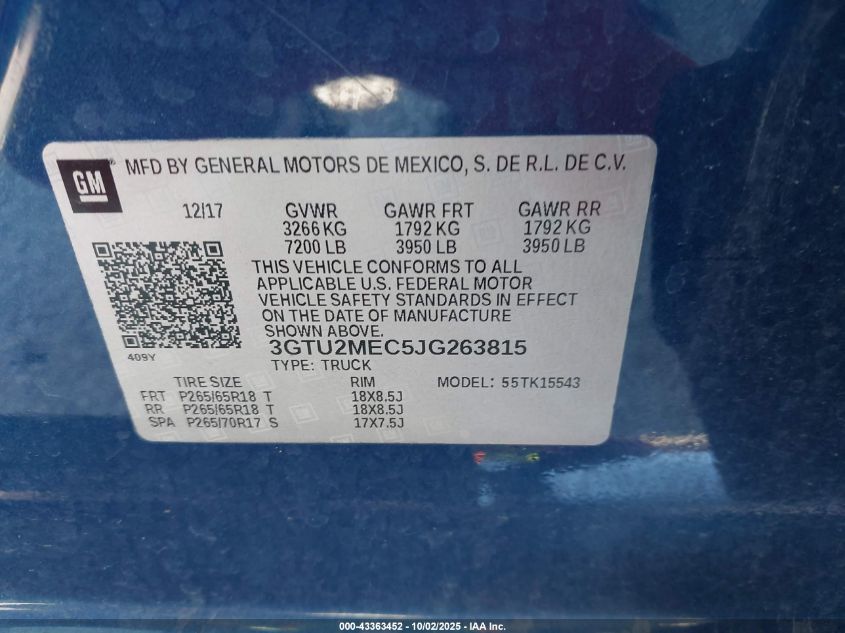 GM
MFD BY GENERAL MOTORS DE MEXICO, S. DE R.L. DE C.V.
12/17 GVWR GAWR FRT GAWR RR
3266 KG 1792 KG 1792 KG
7200 LB 3950 LB 3950 LB
THIS VEHICLE CONFORMS TO ALL
APPLICABLE U.S. FEDERAL MOTOR
VEHICLE SAFETY STANDARDS IN EFFECT
ON THE DATE OF MANUFACTURE
SHOWN ABOVE.
409Y
3GTU2MEC5JG263815
TYPE: TRUCK
TIRE SIZE RIM MODEL: 55TK15543
FRT P265/65R18 T 18X8.5J
RR P265/65R18 T 18X8.5J
SPA P265/70R17 S 17X7.5J
000-43363452 - 10/02/2025 - IAA Inc.